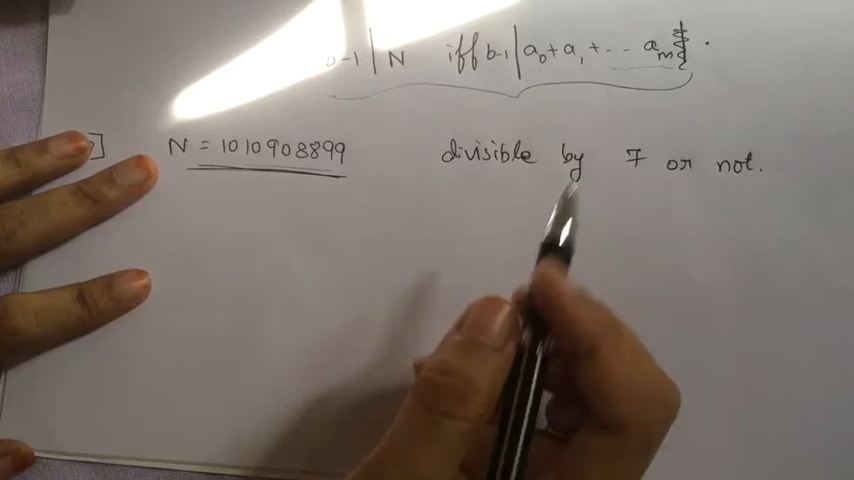 b-1 | N iff b-1 | a₀+a₁+ ··· aₘ}.
] N = 1010908899 divisible by 7 or not.